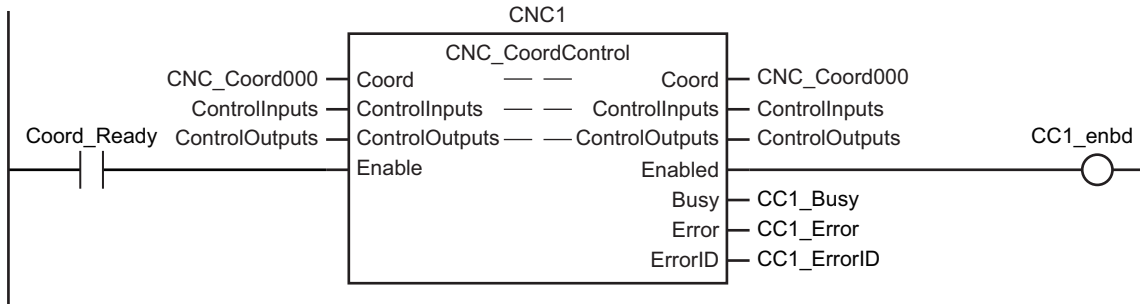 CNC1
CNC_CoordControl
CNC_Coord000 Coord Coord CNC_Coord000
ControlInputs ControlInputs ControlInputs ControlInputs
Coord_Ready ControlOutputs ControlOutputs ControlOutputs ControlOutputs CC1_enbd
Enable Enabled
Busy CC1_Busy
Error CC1_Error
ErrorID CC1_ErrorID